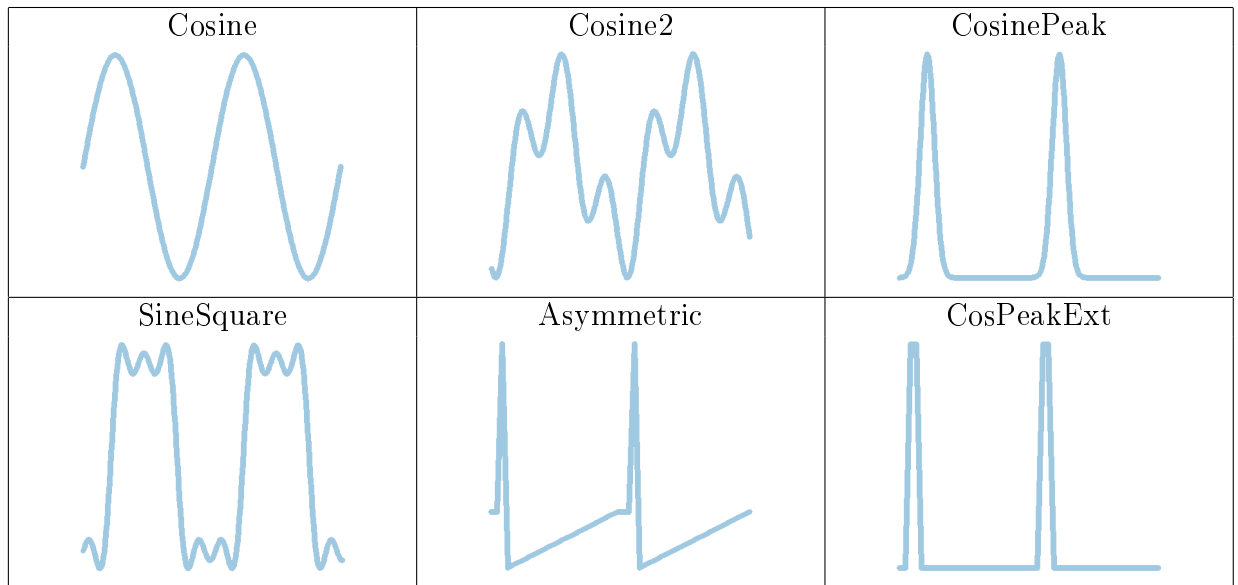 Cosine
Cosine2
CosinePeak
SineSquare
Asymmetric
CosPeakExt